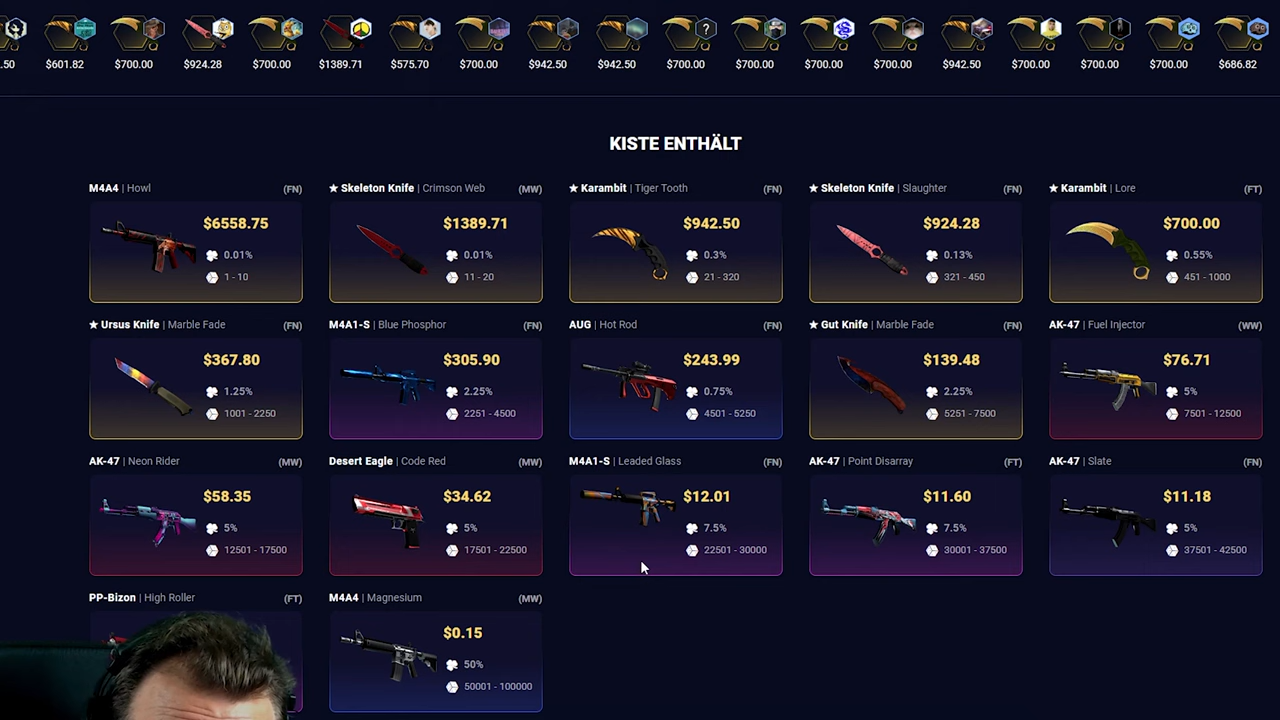 .50 $601.82 $700.00 $924.28 $700.00 $1389.71 $575.70 $700.00 $942.50 $942.50 $700.00 $700.00 $700.00 $700.00 $942.50 $700.00 $700.00 $700.00 $686.82
KISTE ENTHÄLT
M4A4 | Howl (FN)
$6558.75
0.01%
1 - 10
★ Skeleton Knife | Crimson Web (MW)
$1389.71
0.01%
11 - 20
★ Karambit | Tiger Tooth (FN)
$942.50
0.3%
21 - 320
★ Skeleton Knife | Slaughter (FN)
$924.28
0.13%
321 - 450
★ Karambit | Lore (FT)
$700.00
0.55%
451 - 1000
★ Ursus Knife | Marble Fade (FN)
$367.80
1.25%
1001 - 2250
M4A1-S | Blue Phosphor (FN)
$305.90
2.25%
2251 - 4500
AUG | Hot Rod (FN)
$243.99
0.75%
4501 - 5250
★ Gut Knife | Marble Fade (FN)
$139.48
2.25%
5251 - 7500
AK-47 | Fuel Injector (WW)
$76.71
5%
7501 - 12500
AK-47 | Neon Rider (MW)
$58.35
5%
12501 - 17500
Desert Eagle | Code Red (MW)
$34.62
5%
17501 - 22500
M4A1-S | Leaded Glass (FN)
$12.01
7.5%
22501 - 30000
AK-47 | Point Disarray (FT)
$11.60
7.5%
30001 - 37500
AK-47 | Slate (FN)
$11.18
5%
37501 - 42500
PP-Bizon | High Roller (FT)
M4A4 | Magnesium (MW)
$0.15
50%
50001 - 100000